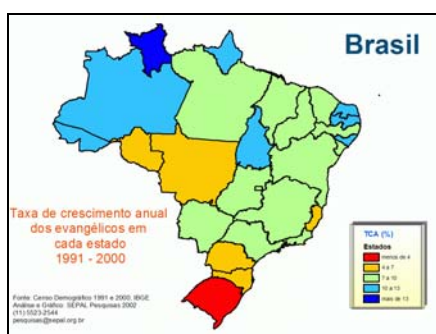 Brasil
Taxa de crescimento anual
dos evangélicos em
cada estado
1991 - 2000
TCA (%)
Estados
menos de 4
4 a 7
7 a 10
10 a 13
mais de 13
Fonte: Censo Demográfico 1991 e 2000, IBGE
Análise e Gráfico: SEPAL Pesquisas 2002
(11) 5523-2544
pesquisas@sepal.org.br